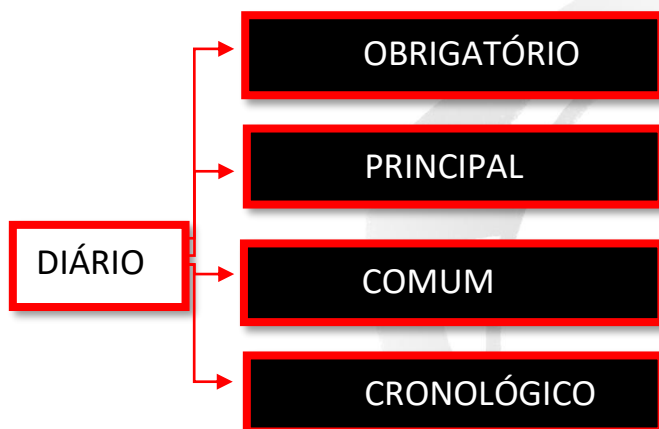 OBRIGATÓRIO
PRINCIPAL
DIÁRIO
COMUM
CRONOLÓGICO